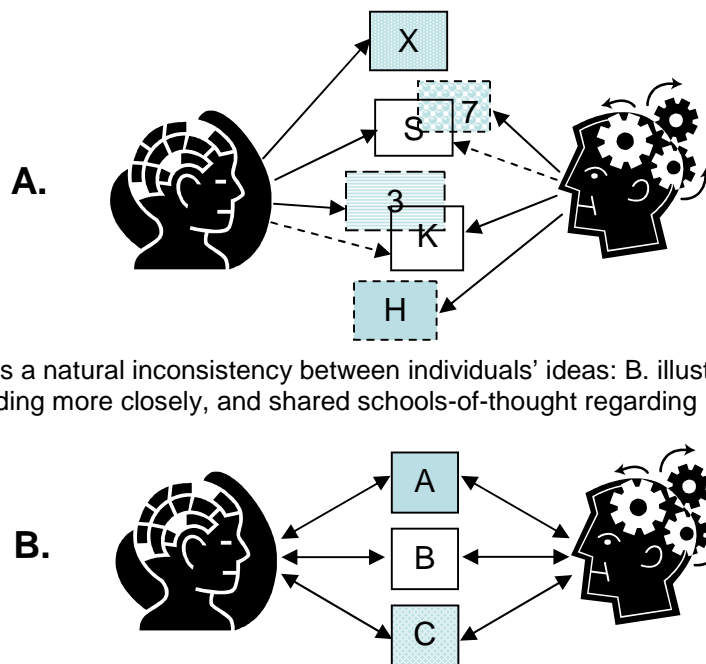 X
7
S
A.
3
K
H
s a natural inconsistency between individuals’ ideas: B. illust
ding more closely, and shared schools-of-thought regarding
A
B.
B
C